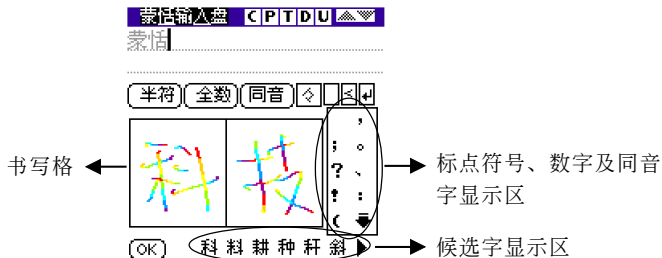 蒙恬输入盘 C P T D U
蒙恬
半符 全数 同音
，
； 。
？ 、
！ ：
（
科 技
书写格
标点符号、数字及同音
字显示区
OK 科 料 耕 种 秆 斜
候选字显示区